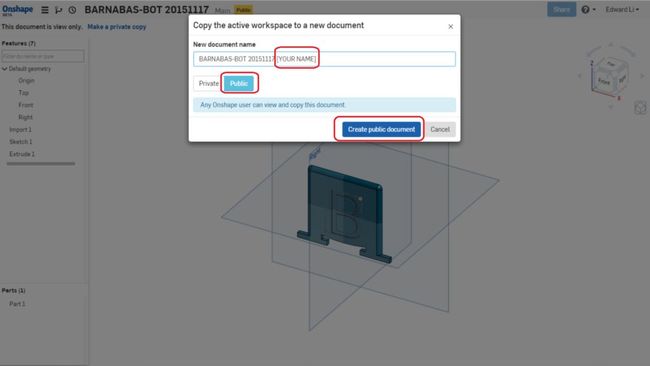 Onshape
BETA
BARNABAS-BOT 20151117 Main Public
Share
Edward Li
This document is view only. Make a private copy
Features (7)
Filter by name or type
Default geometry
Origin
Top
Front
Right
Import 1
Sketch 1
Extrude 1
Parts (1)
Part 1
Copy the active workspace to a new document
New document name
BARNABAS-BOT 20151117 [YOUR NAME]
Private Public
Any Onshape user can view and copy this document.
Create public document Cancel
Z
X
B